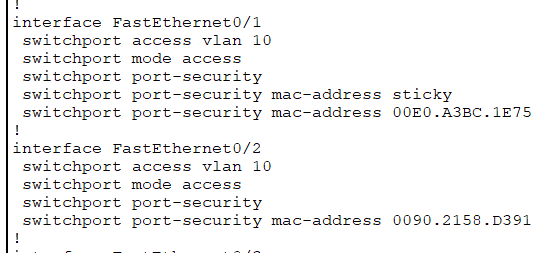 !
interface FastEthernet0/1
switchport access vlan 10
switchport mode access
switchport port-security
switchport port-security mac-address sticky
switchport port-security mac-address 00E0.A3BC.1E75
!
interface FastEthernet0/2
switchport access vlan 10
switchport mode access
switchport port-security
switchport port-security mac-address 0090.2158.D391
!